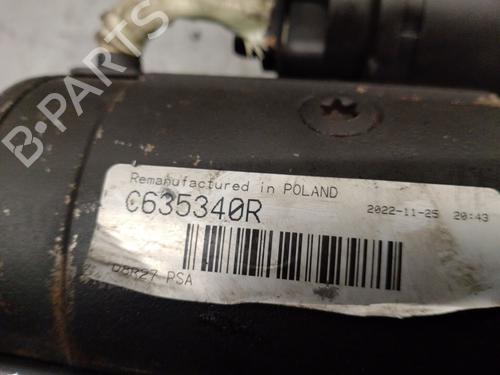 B-PARTS
Remanufactured in POLAND
C635340R
2022-11-25 20:43
PSA